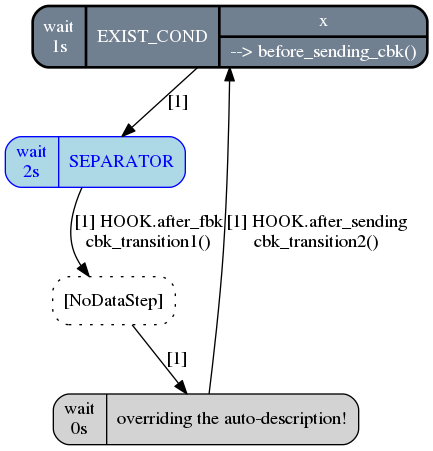 wait
1s
EXIST_COND
x
--> before_sending_cbk()
[1]
wait
2s
SEPARATOR
[1] HOOK.after_fbk
cbk_transition1()
[1] HOOK.after_sending
cbk_transition2()
[NoDataStep]
[1]
wait
0s
overriding the auto-description!